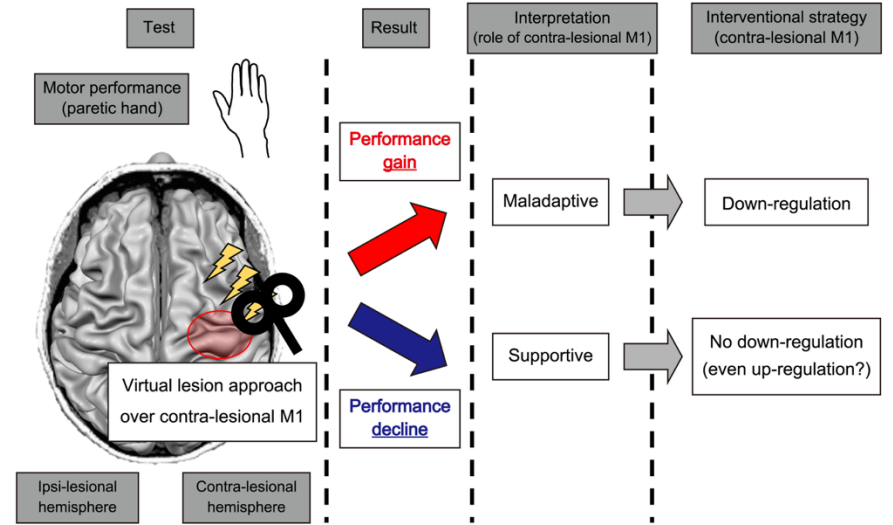 Test
Result
Interpretation
(role of contra-lesional M1)
Interventional strategy
(contra-lesional M1)
Motor performance
(paretic hand)
Performance
gain
Maladaptive
Down-regulation
Supportive
No down-regulation
(even up-regulation?)
Virtual lesion approach
over contra-lesional M1
Performance
decline
Ipsi-lesional
hemisphere
Contra-lesional
hemisphere